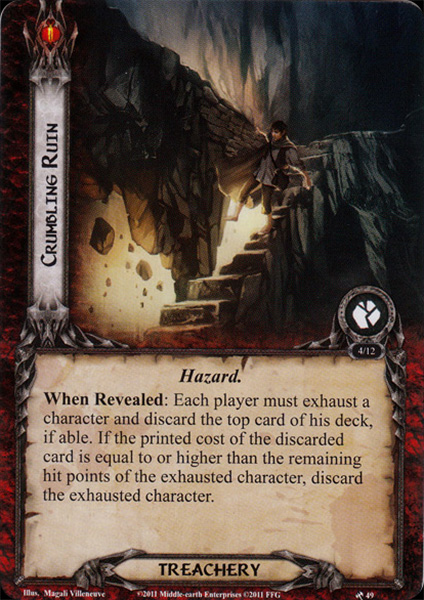 CRUMBLING RUIN
4/12
Hazard.
When Revealed: Each player must exhaust a
character and discard the top card of his deck,
if able. If the printed cost of the discarded
card is equal to or higher than the remaining
hit points of the exhausted character, discard
the exhausted character.
TREACHERY
Illus. Magali Villeneuve
©2011 Middle-earth Enterprises ©2011 FFG
49